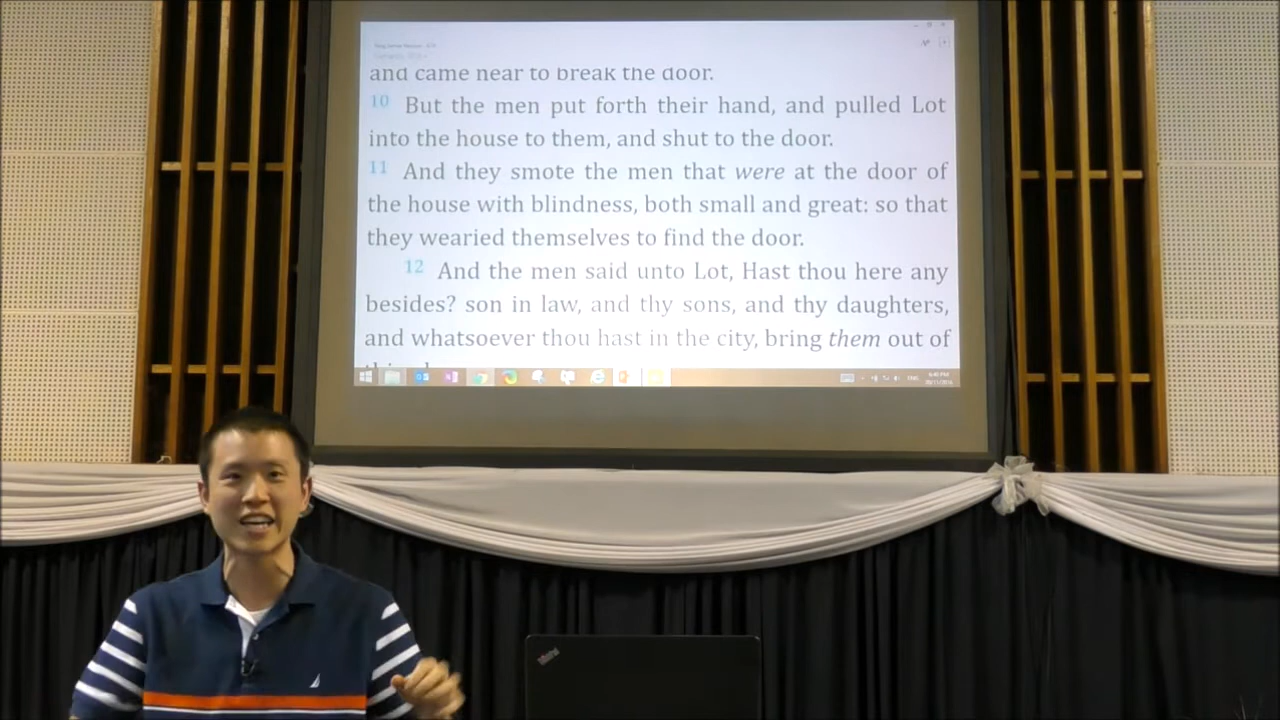 and came near to break the door.
10 But the men put forth their hand, and pulled Lot
into the house to them, and shut to the door.
11 And they smote the men that were at the door of
the house with blindness, both small and great: so that
they wearied themselves to find the door.
12 And the men said unto Lot, Hast thou here any
besides? son in law, and thy sons, and thy daughters,
and whatsoever thou hast in the city, bring them out of
ENG